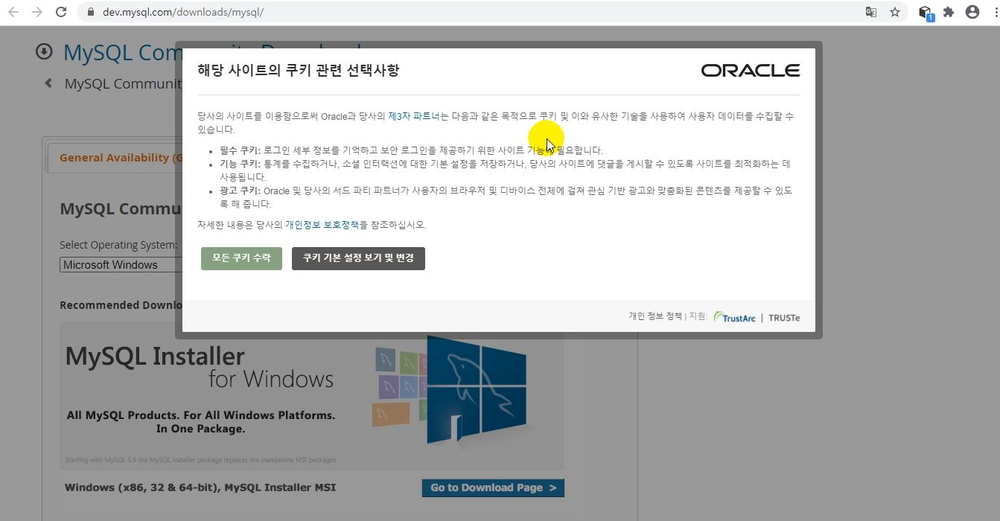 dev.mysql.com/downloads/mysql/
1
MySQL Com
MySQL Communit
General Availability (G
MySQL Commu
Select Operating System:
Microsoft Windows
Recommended Downlo
해당 사이트의 쿠키 관련 선택사항
ORACLE
당사의 사이트를 이용함으로써 Oracle과 당사의 제3자 파트너는 다음과 같은 목적으로 쿠키 및 이와 유사한 기술을 사용하여 사용자 데이터를 수집할 수
있습니다.
• 필수 쿠키: 로그인 세부 정보를 기억하고 보안 로그인을 제공하기 위한 사이트 기능에 필요합니다.
• 기능 쿠키: 통계를 수집하거나, 소셜 인터랙션에 대한 기본 설정을 저장하거나, 당사의 사이트에 댓글을 게시할 수 있도록 사이트를 최적화하는 데
사용됩니다.
• 광고 쿠키: Oracle 및 당사의 서드 파티 파트너가 사용자의 브라우저 및 디바이스 전체에 걸쳐 관심 기반 광고와 맞춤화된 콘텐츠를 제공할 수 있도
록 해 줍니다.
자세한 내용은 당사의 개인정보 보호정책을 참조하십시오.
모든 쿠키 수락
쿠키 기본 설정 보기 및 변경
개인 정보 정책 | 지원: TrustArc | TRUSTe
MySQL Installer
for Windows
All MySQL Products. For All Windows Platforms.
In One Package.
Starting with MySQL 5.6 the MySQL Installer package replaces the standalone MSI packages.
Windows (x86, 32 & 64-bit), MySQL Installer MSI
Go to Download Page >